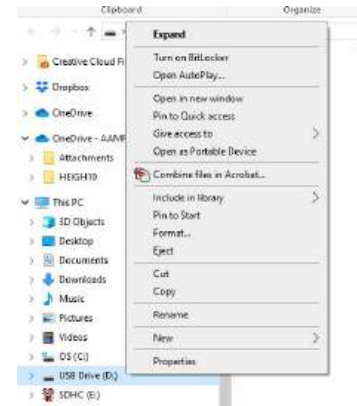 Clipboard
Organize
Creative Cloud Fi
Dropbox
OneDrive
OneDrive - AAMF
Attachments
HEIGH10
This PC
3D Objects
Desktop
Documents
Downloads
Music
Pictures
Videos
OS (C:)
USB Drive (D:)
SDHC (E:)
Expand
Turn on BitLocker
Open AutoPlay...
Open in new window
Pin to Quick access
Give access to
Open as Portable Device
Combine files in Acrobat...
Include in library
Pin to Start
Format...
Eject
Cut
Copy
Rename
New
Properties